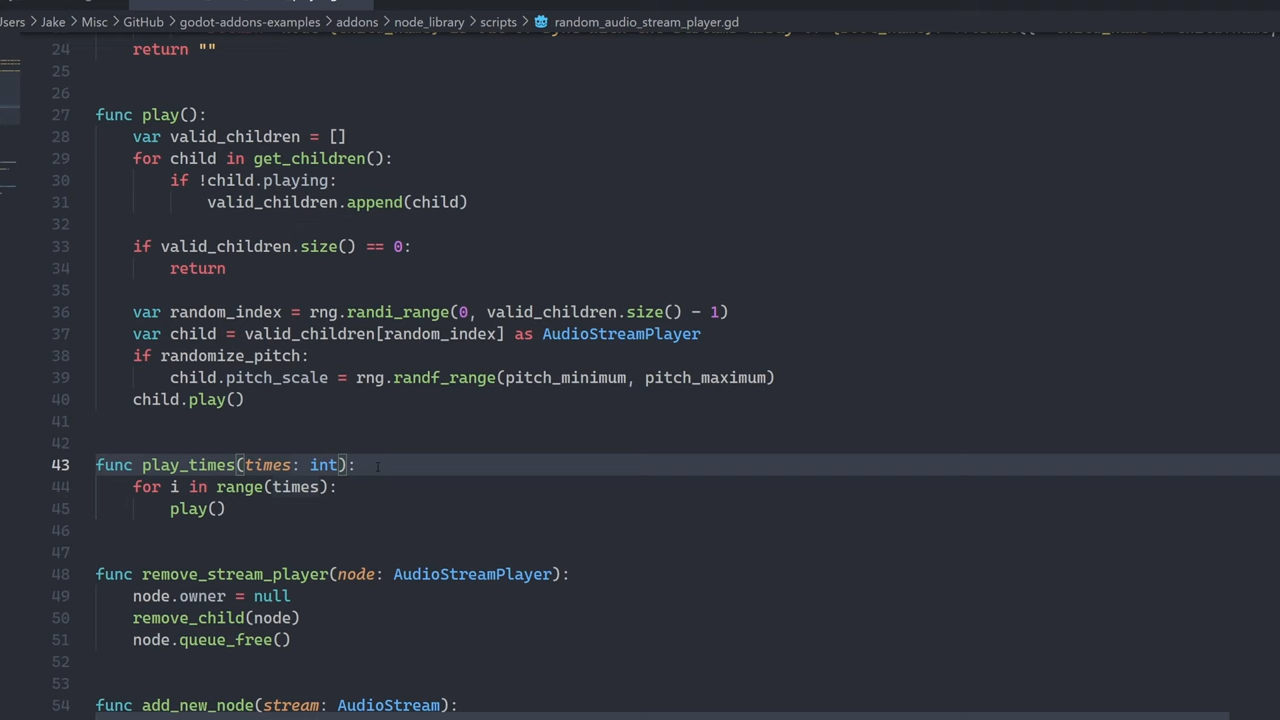 sers > Jake > Misc > GitHub > godot-addons-examples > addons > node_library > scripts > random_audio_stream_player.gd
24 return ""
25
26
27 func play():
28 var valid_children = []
29 for child in get_children():
30 if !child.playing:
31 valid_children.append(child)
32
33 if valid_children.size() == 0:
34 return
35
36 var random_index = rng.randi_range(0, valid_children.size() - 1)
37 var child = valid_children[random_index] as AudioStreamPlayer
38 if randomize_pitch:
39 child.pitch_scale = rng.randf_range(pitch_minimum, pitch_maximum)
40 child.play()
41
42
43 func play_times(times: int):
44 for i in range(times):
45 play()
46
47
48 func remove_stream_player(node: AudioStreamPlayer):
49 node.owner = null
50 remove_child(node)
51 node.queue_free()
52
53
54 func add_new_node(stream: AudioStream):